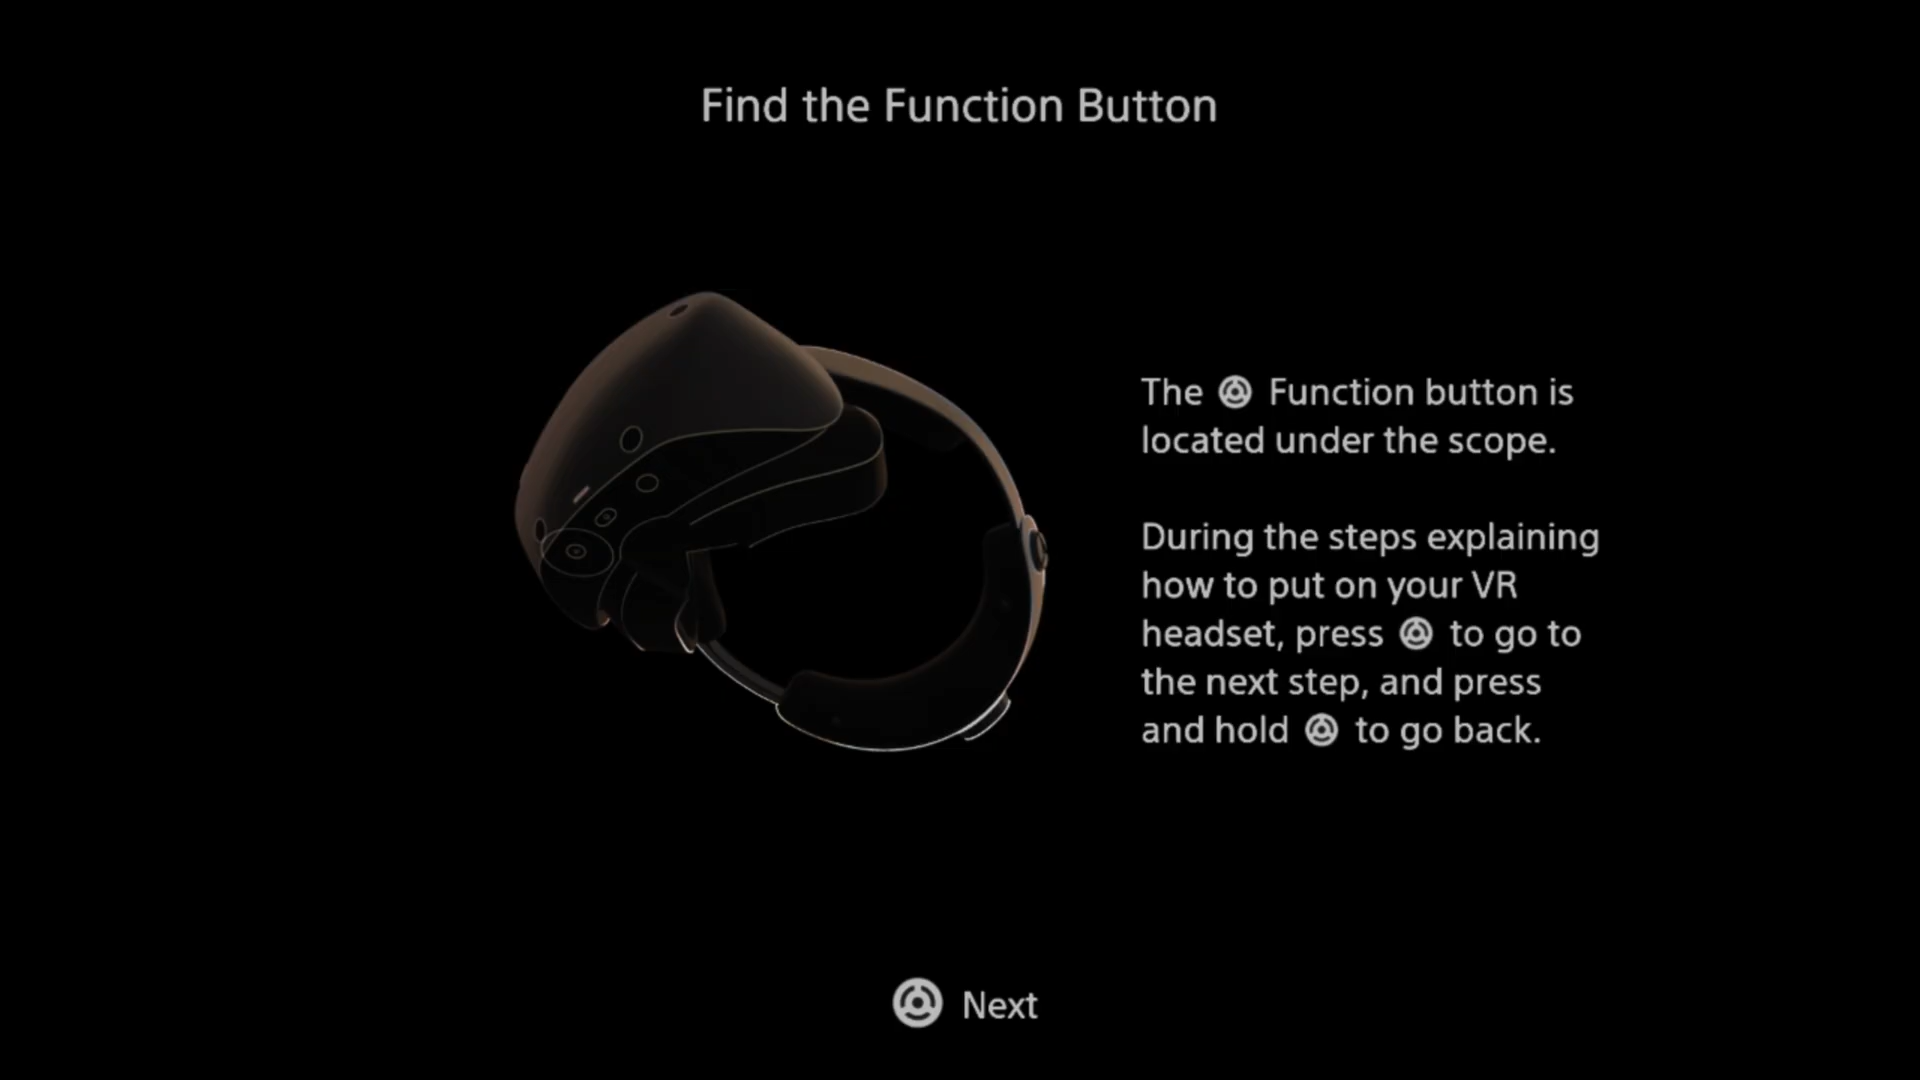 Find the Function Button
The Function button is
located under the scope.
During the steps explaining
how to put on your VR
headset, press to go to
the next step, and press
and hold to go back.
Next